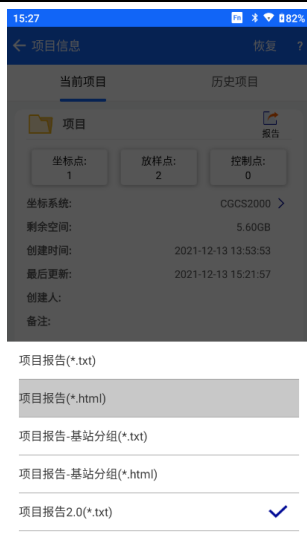 15:27 Fn 82%
项目信息 恢复 ?
当前项目 历史项目
项目 报告
坐标点: 放样点: 控制点:
1 2 0
坐标系统: CGCS2000
剩余空间: 5.60GB
创建时间: 2021-12-13 13:53:53
最后更新: 2021-12-13 15:21:57
创建人:
备注:
项目报告(*.txt)
项目报告(*.html)
项目报告-基站分组(*.txt)
项目报告-基站分组(*.html)
项目报告2.0(*.txt)